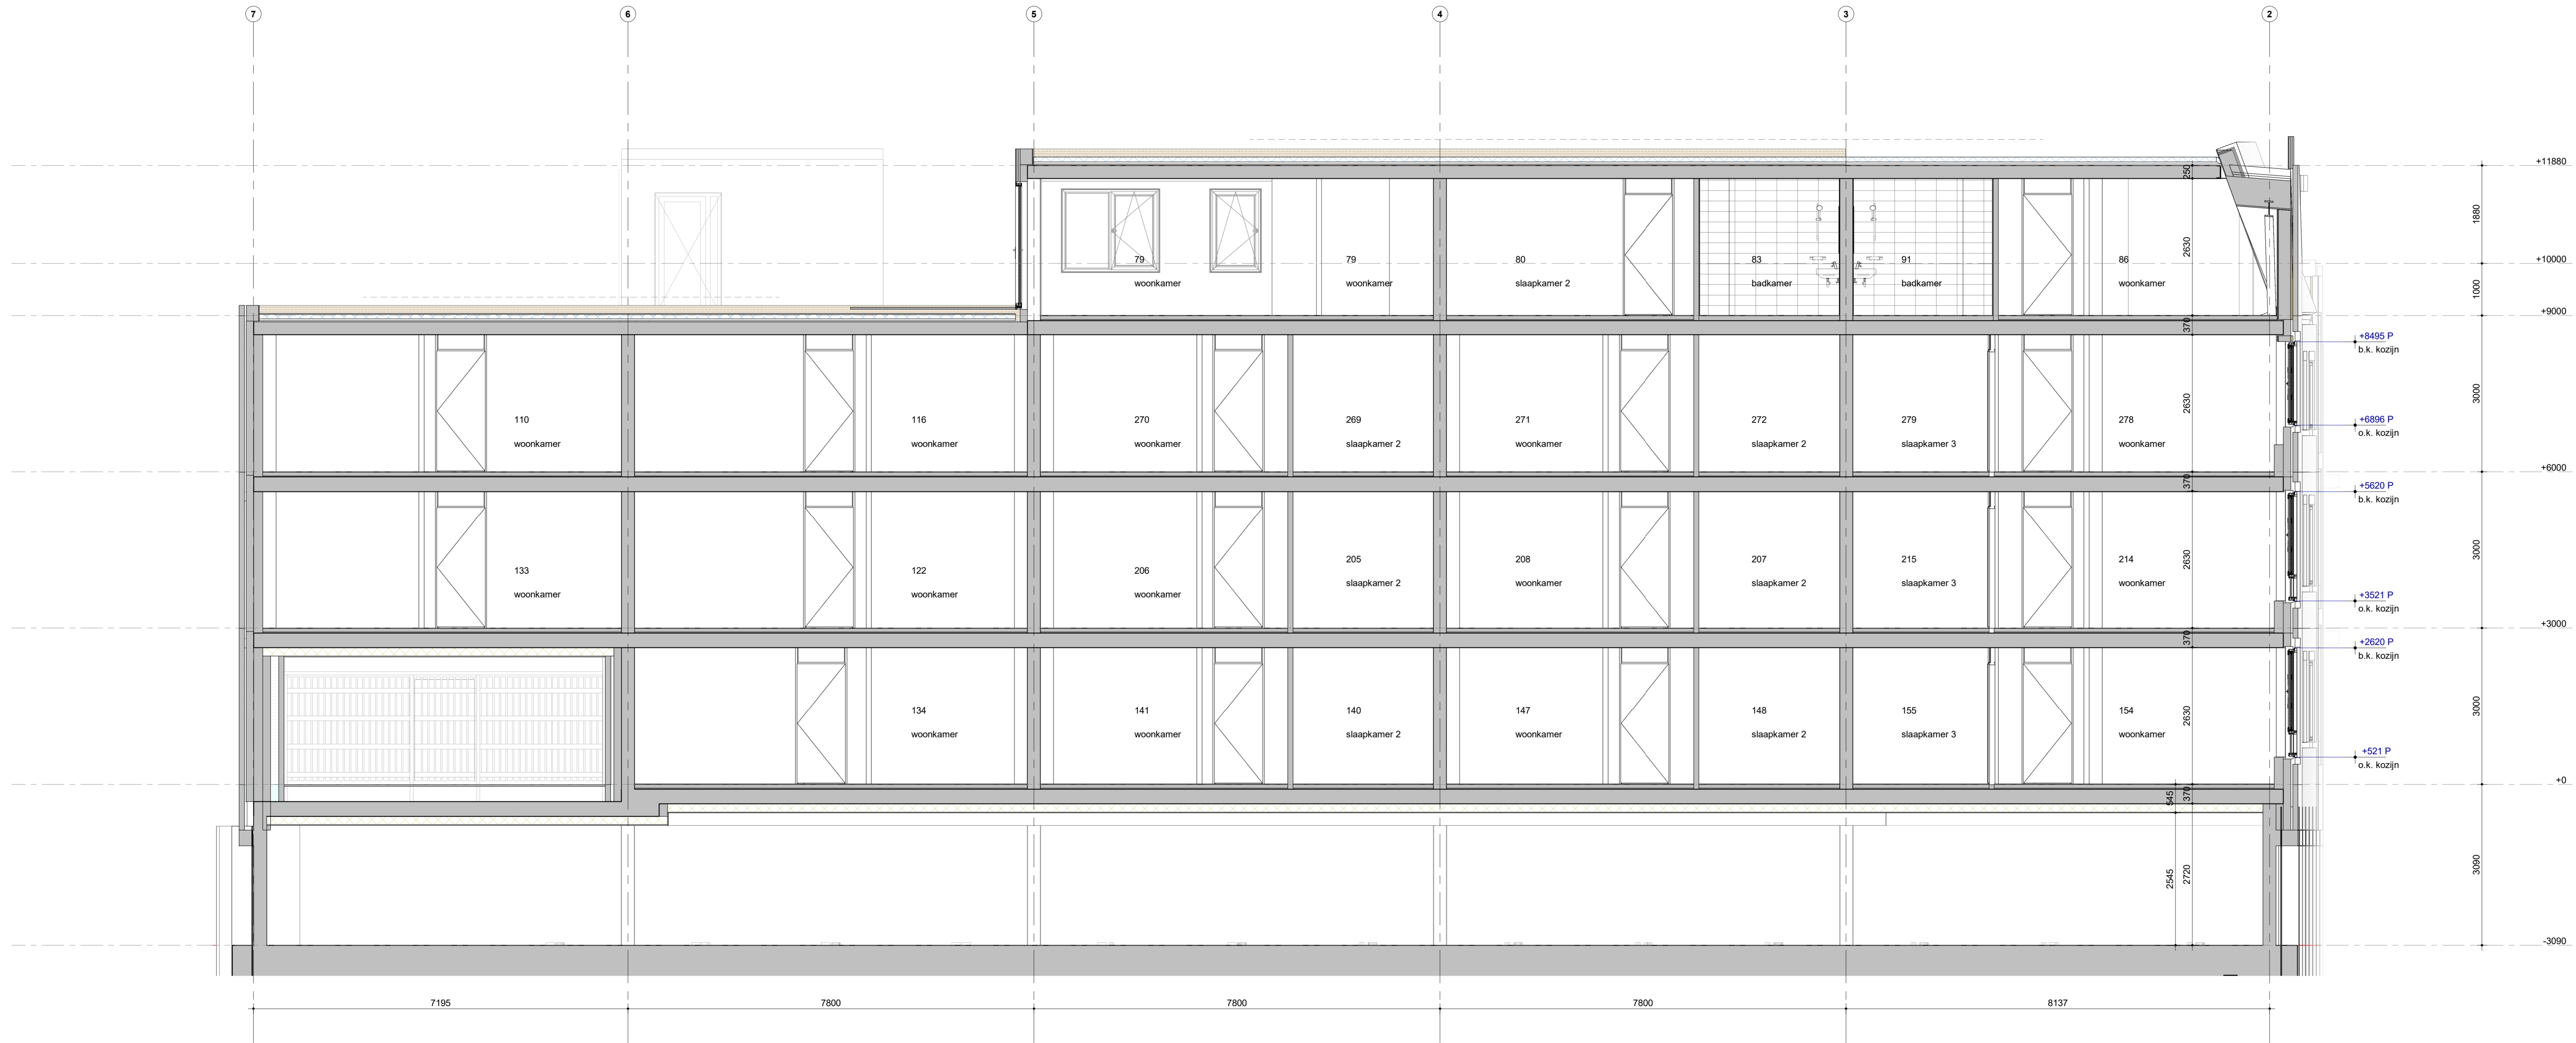 7 6 5 4 3 2
+11880
250
1880
2630
79 79 80 83 91 86
+10000
woonkamer woonkamer slaapkamer 2 badkamer badkamer woonkamer
1000
+9000
370
+8495 P
b.k. kozijn
3000
2630
110 116 270 269 271 272 279 278
+6896 P
o.k. kozijn
woonkamer woonkamer woonkamer slaapkamer 2 woonkamer slaapkamer 2 slaapkamer 3 woonkamer
+6000
370
+5620 P
b.k. kozijn
3000
2630
205 208 207 215 214
133 122 206
slaapkamer 2 woonkamer slaapkamer 2 slaapkamer 3 woonkamer
woonkamer woonkamer woonkamer
+3521 P
o.k. kozijn
+3000
370
+2620 P
b.k. kozijn
3000
2630
134 141 140 147 148 155 154
woonkamer woonkamer slaapkamer 2 woonkamer slaapkamer 2 slaapkamer 3 woonkamer
+521 P
o.k. kozijn
+0
545 370
3090
2545 2720
-3090
7195 7800 7800 7800 8137